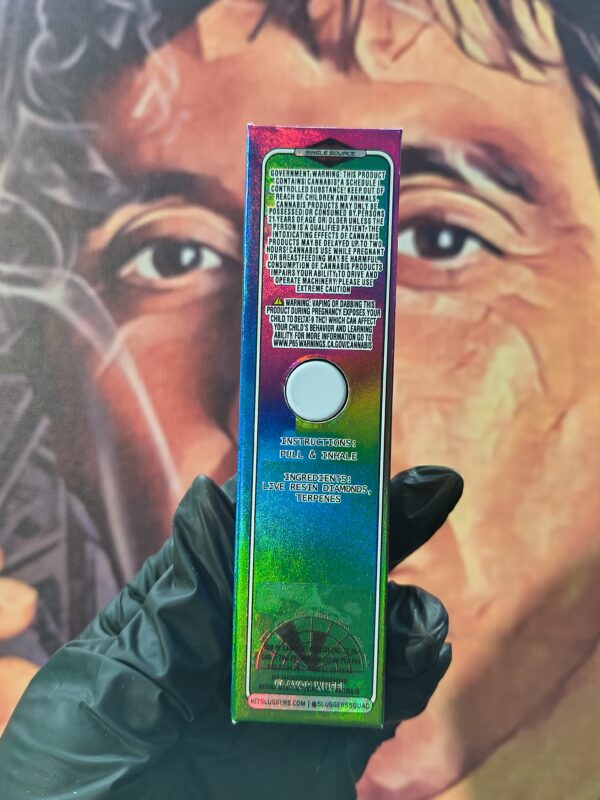 SINGLE SOURCE
GOVERNMENT WARNING: THIS PRODUCT
CONTAINS CANNABIS, A SCHEDULE I
CONTROLLED SUBSTANCE. KEEP OUT OF
REACH OF CHILDREN AND ANIMALS.
CANNABIS PRODUCTS MAY ONLY BE
POSSESSED OR CONSUMED BY PERSONS
21 YEARS OF AGE OR OLDER UNLESS THE
PERSON IS A QUALIFIED PATIENT. THE
INTOXICATING EFFECTS OF CANNABIS
PRODUCTS MAY BE DELAYED UP TO TWO
HOURS. CANNABIS USE WHILE PREGNANT
OR BREASTFEEDING MAY BE HARMFUL.
CONSUMPTION OF CANNABIS PRODUCTS
IMPAIRS YOUR ABILITY TO DRIVE AND
OPERATE MACHINERY. PLEASE USE
EXTREME CAUTION
WARNING: VAPING OR DABBING THIS
PRODUCT DURING PREGNANCY EXPOSES YOUR
CHILD TO DELTA-9 THC WHICH CAN AFFECT
YOUR CHILD'S BEHAVIOR AND LEARNING
ABILITY. FOR MORE INFORMATION GO TO
WWW.P65WARNINGS.CA.GOV/CANNABIS
INSTRUCTIONS:
PULL & INHALE
INGREDIENTS:
LIVE RESIN DIAMONDS,
TERPENES
FLAVOR WHEEL
HITSLUGGERS.COM | @SLUGGERSQUAD